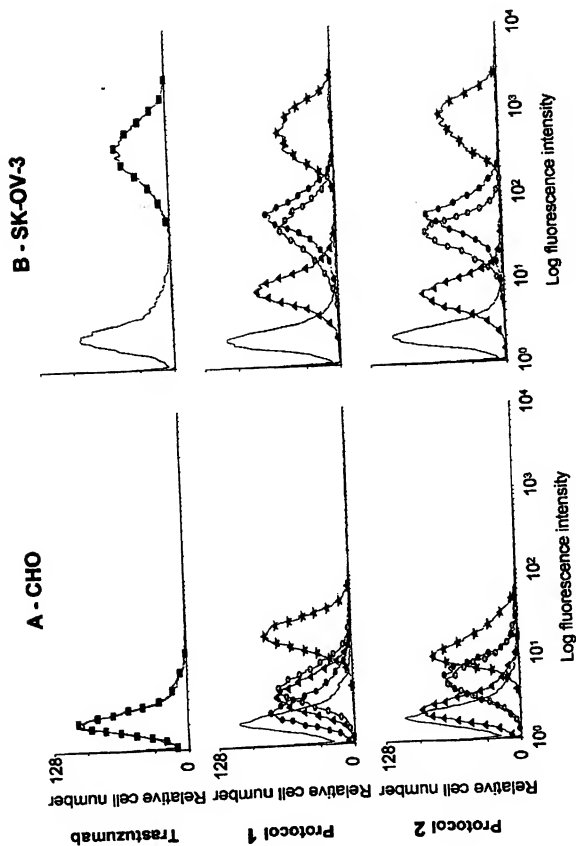 A - CHO
B - SK-OV-3
Trastuzumab
Relative cell number
128
0
Protocol 1
Relative cell number
128
0
Protocol 2
Relative cell number
128
0
10⁰
10¹
10²
10³
10⁴
Log fluorescence intensity
10⁰
10¹
10²
10³
10⁴
Log fluorescence intensity